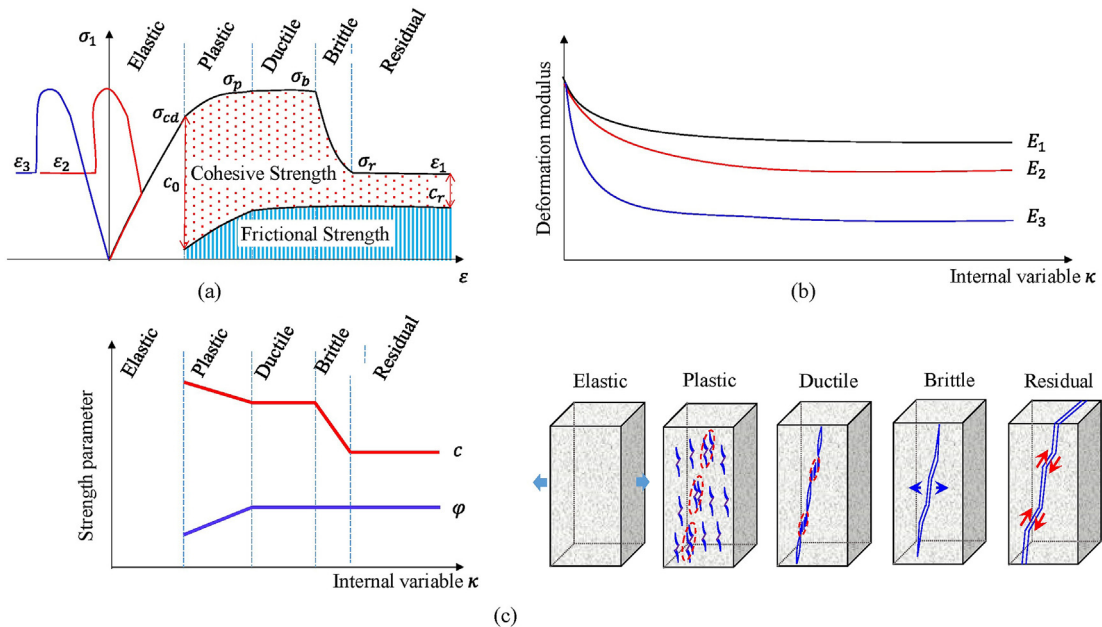 (a)
σ1
Elastic
Plastic
Ductile
Brittle
Residual
σp
σb
σcd
ε3
ε2
σr
ε1
c0
Cohesive Strength
cr
Frictional Strength
ε
(b)
Deformation modulus
E1
E2
E3
Internal variable κ
Strength parameter
Elastic
Plastic
Ductile
Brittle
Residual
c
φ
Internal variable κ
Elastic
Plastic
Ductile
Brittle
Residual
(c)